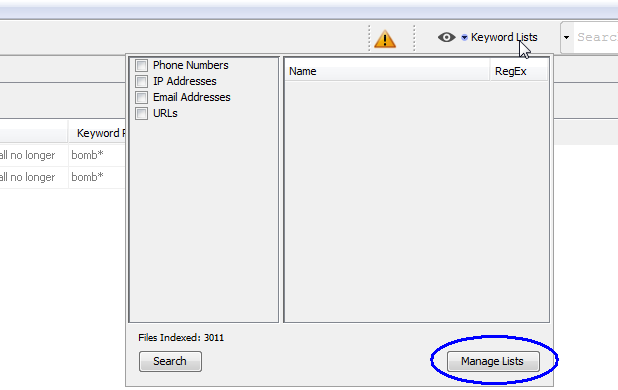 Keyword Lists
Search
Phone Numbers
IP Addresses
Email Addresses
URLs
Name RegEx
Keyword
all no longer bomb*
all no longer bomb*
Files Indexed: 3011
Search Manage Lists